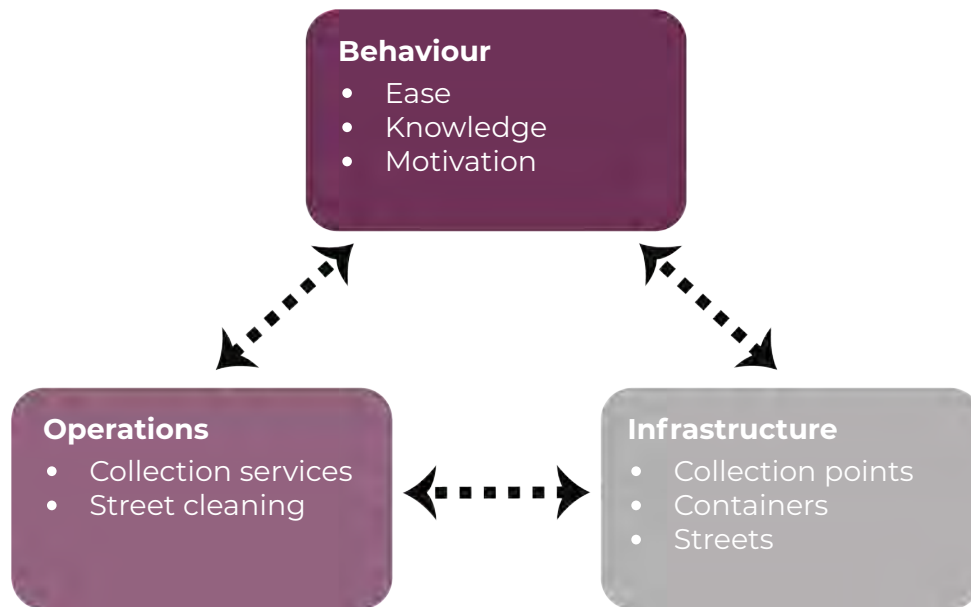 Behaviour
• Ease
• Knowledge
• Motivation
Operations
• Collection services
• Street cleaning
Infrastructure
• Collection points
• Containers
• Streets